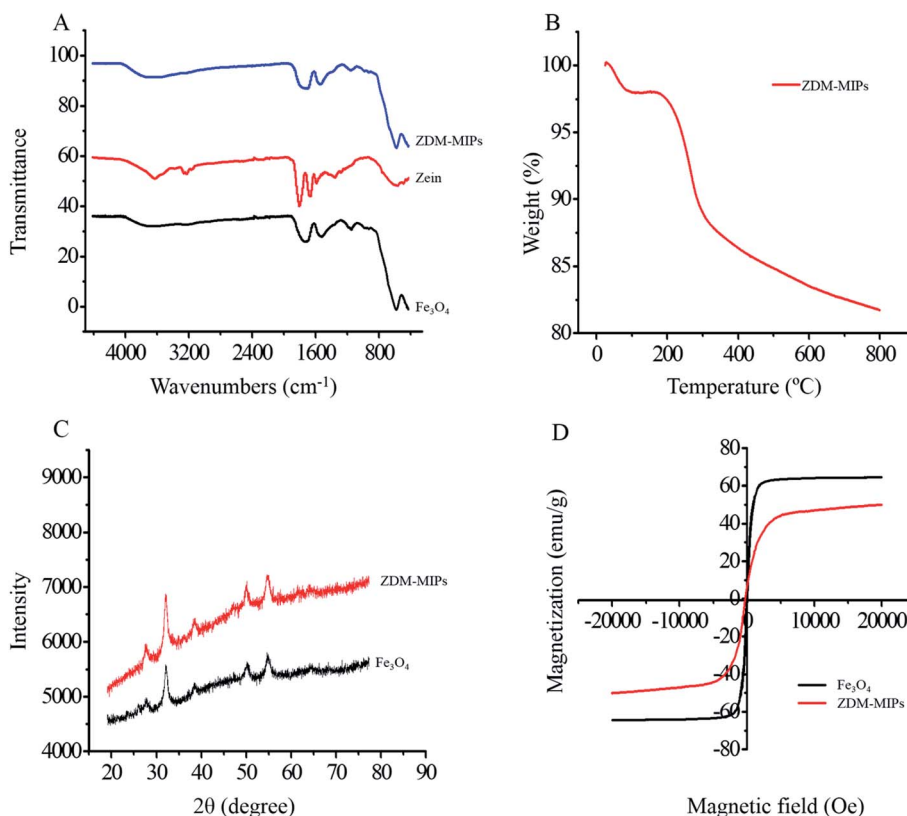 A
Transmittance
100
80
60
40
20
0
4000 3200 2400 1600 800
Wavenumbers (cm⁻¹)
ZDM-MIPs
Zein
Fe₃O₄
B
Weight (%)
100
95
90
85
80
0 200 400 600 800
Temperature (ºC)
ZDM-MIPs
C
Intensity
9000
8000
7000
6000
5000
4000
20 30 40 50 60 70 80 90
2θ (degree)
ZDM-MIPs
Fe₃O₄
D
Magnetization (emu/g)
80
60
40
20
0
-20
-40
-60
-80
-20000 -10000 0 10000 20000
Fe₃O₄
ZDM-MIPs
Magnetic field (Oe)